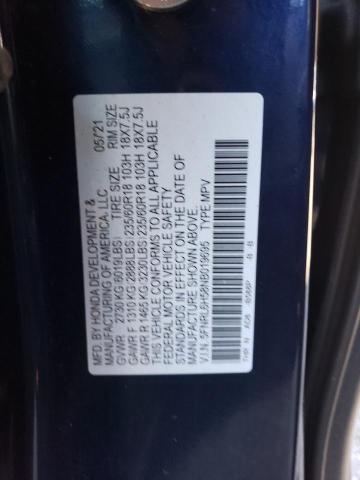 MFD. BY HONDA DEVELOPMENT &
MANUFACTURING OF AMERICA, LLC 05/21
GVWR 2730 KG (6019LBS) TIRE SIZE RIM SIZE
GAWR F 1310 KG (2888LBS) 235/60R18 103H 18X7.5J
GAWR R 1465 KG (3230LBS) 235/60R18 103H 18X7.5J
THIS VEHICLE CONFORMS TO ALL APPLICABLE
FEDERAL MOTOR VEHICLE SAFETY
STANDARDS IN EFFECT ON THE DATE OF
MANUFACTURE SHOWN ABOVE.
V.I.N. 5FNRL6H58NB019695 TYPE: MPV
THR N AC6 -B -B